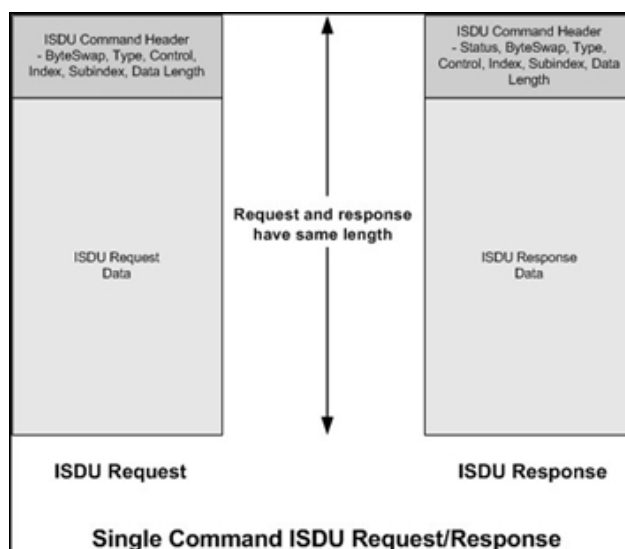 ISDU Command Header
- ByteSwap, Type, Control,
Index, Subindex, Data Length
ISDU Request
Data
ISDU Request
Request and response
have same length
ISDU Command Header
- Status, ByteSwap, Type,
Control, Index, Subindex, Data
Length
ISDU Response
Data
ISDU Response
Single Command ISDU Request/Response